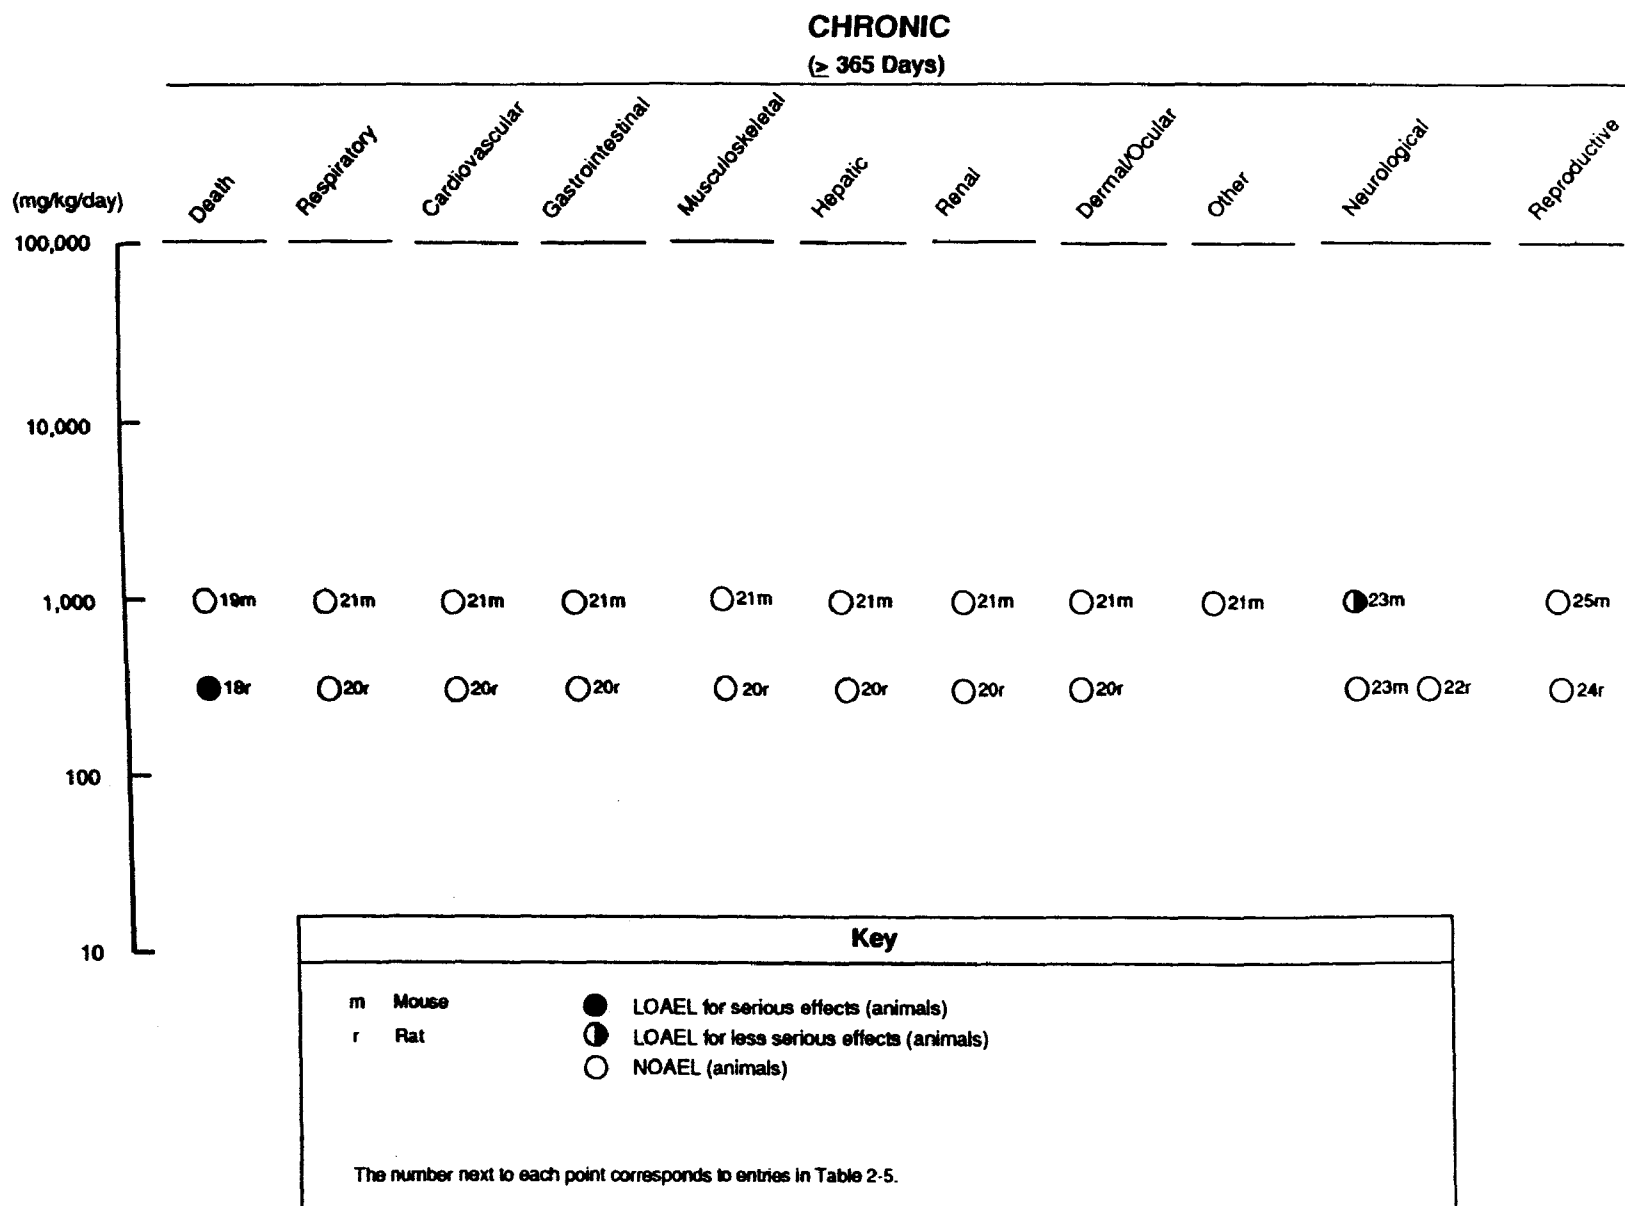 CHRONIC
(≥ 365 Days)
(mg/kg/day)
Death
Respiratory
Cardiovascular
Gastrointestinal
Musculoskeletal
Hepatic
Renal
Dermal/Ocular
Other
Neurological
Reproductive
100,000
10,000
1,000
19m 21m 21m 21m 21m 21m 21m 21m 21m 23m 25m
18r 20r 20r 20r 20r 20r 20r 20r 23m 22r 24r
100
10
Key
m Mouse
LOAEL for serious effects (animals)
r Rat
LOAEL for less serious effects (animals)
NOAEL (animals)
The number next to each point corresponds to entries in Table 2-5.